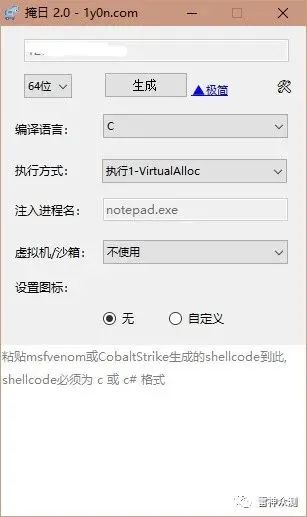 掩日 2.0 - 1y0n.com
64位
生成
▲极简
编译语言:
C
执行方式:
执行1-VirtualAlloc
注入进程名:
notepad.exe
虚拟机/沙箱:
不使用
设置图标:
无
自定义
粘贴msfvenom或CobaltStrike生成的shellcode到此,
shellcode必须为 c 或 c# 格式
雷神众测